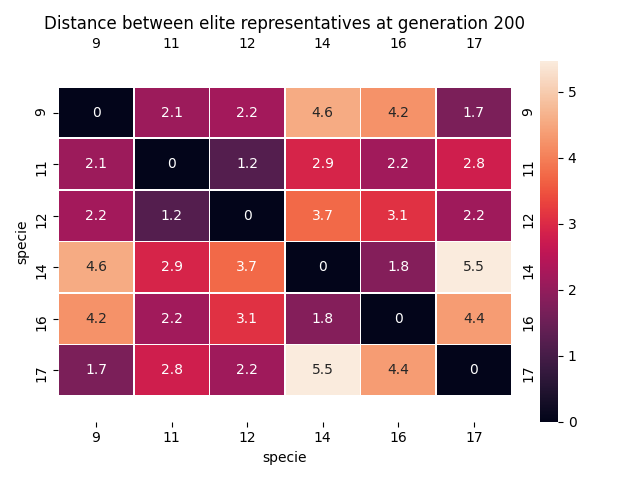 Distance between elite representatives at generation 200
9 11 12 14 16 17
9 0 2.1 2.2 4.6 4.2 1.7 9
11 2.1 0 1.2 2.9 2.2 2.8 11
12 2.2 1.2 0 3.7 3.1 2.2 12
14 4.6 2.9 3.7 0 1.8 5.5 14
16 4.2 2.2 3.1 1.8 0 4.4 16
17 1.7 2.8 2.2 5.5 4.4 0 17
9 11 12 14 16 17
specie
specie
5
4
3
2
1
0